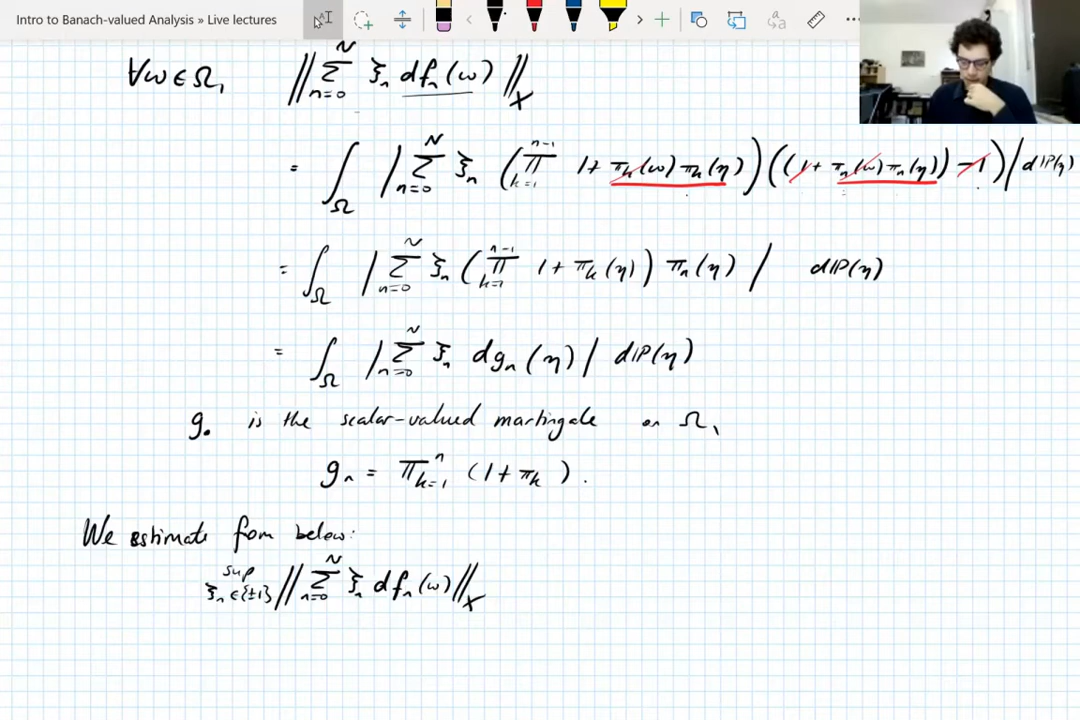 Intro to Banach-valued Analysis » Live lectures
∀ω ∈ Ω, ‖ Σ_{n=0}^{N} ξ_n df_n(ω) ‖_X
= ∫_Ω | Σ_{n=0}^{N} ξ_n ( π_{k=1}^{n-1} 1 + π_k(ω) π_k(η) ) ( (1 + π_n(ω) π_n(η)) - 1 ) | dIP(η)
= ∫_Ω | Σ_{n=0}^{N} ξ_n ( π_{k=1}^{n-1} 1 + π_k(η) ) π_n(η) | dIP(η)
= ∫_Ω | Σ_{n=0}^{N} ξ_n dg_n(η) | dIP(η)
g. is the scalar-valued martingale on Ω,
g_n = π_{k=1}^{n} (1 + π_k).
We estimate from below:
sup_{ξ_n ∈ {±1}} ‖ Σ_{n=0}^{N} ξ_n df_n(ω) ‖_X